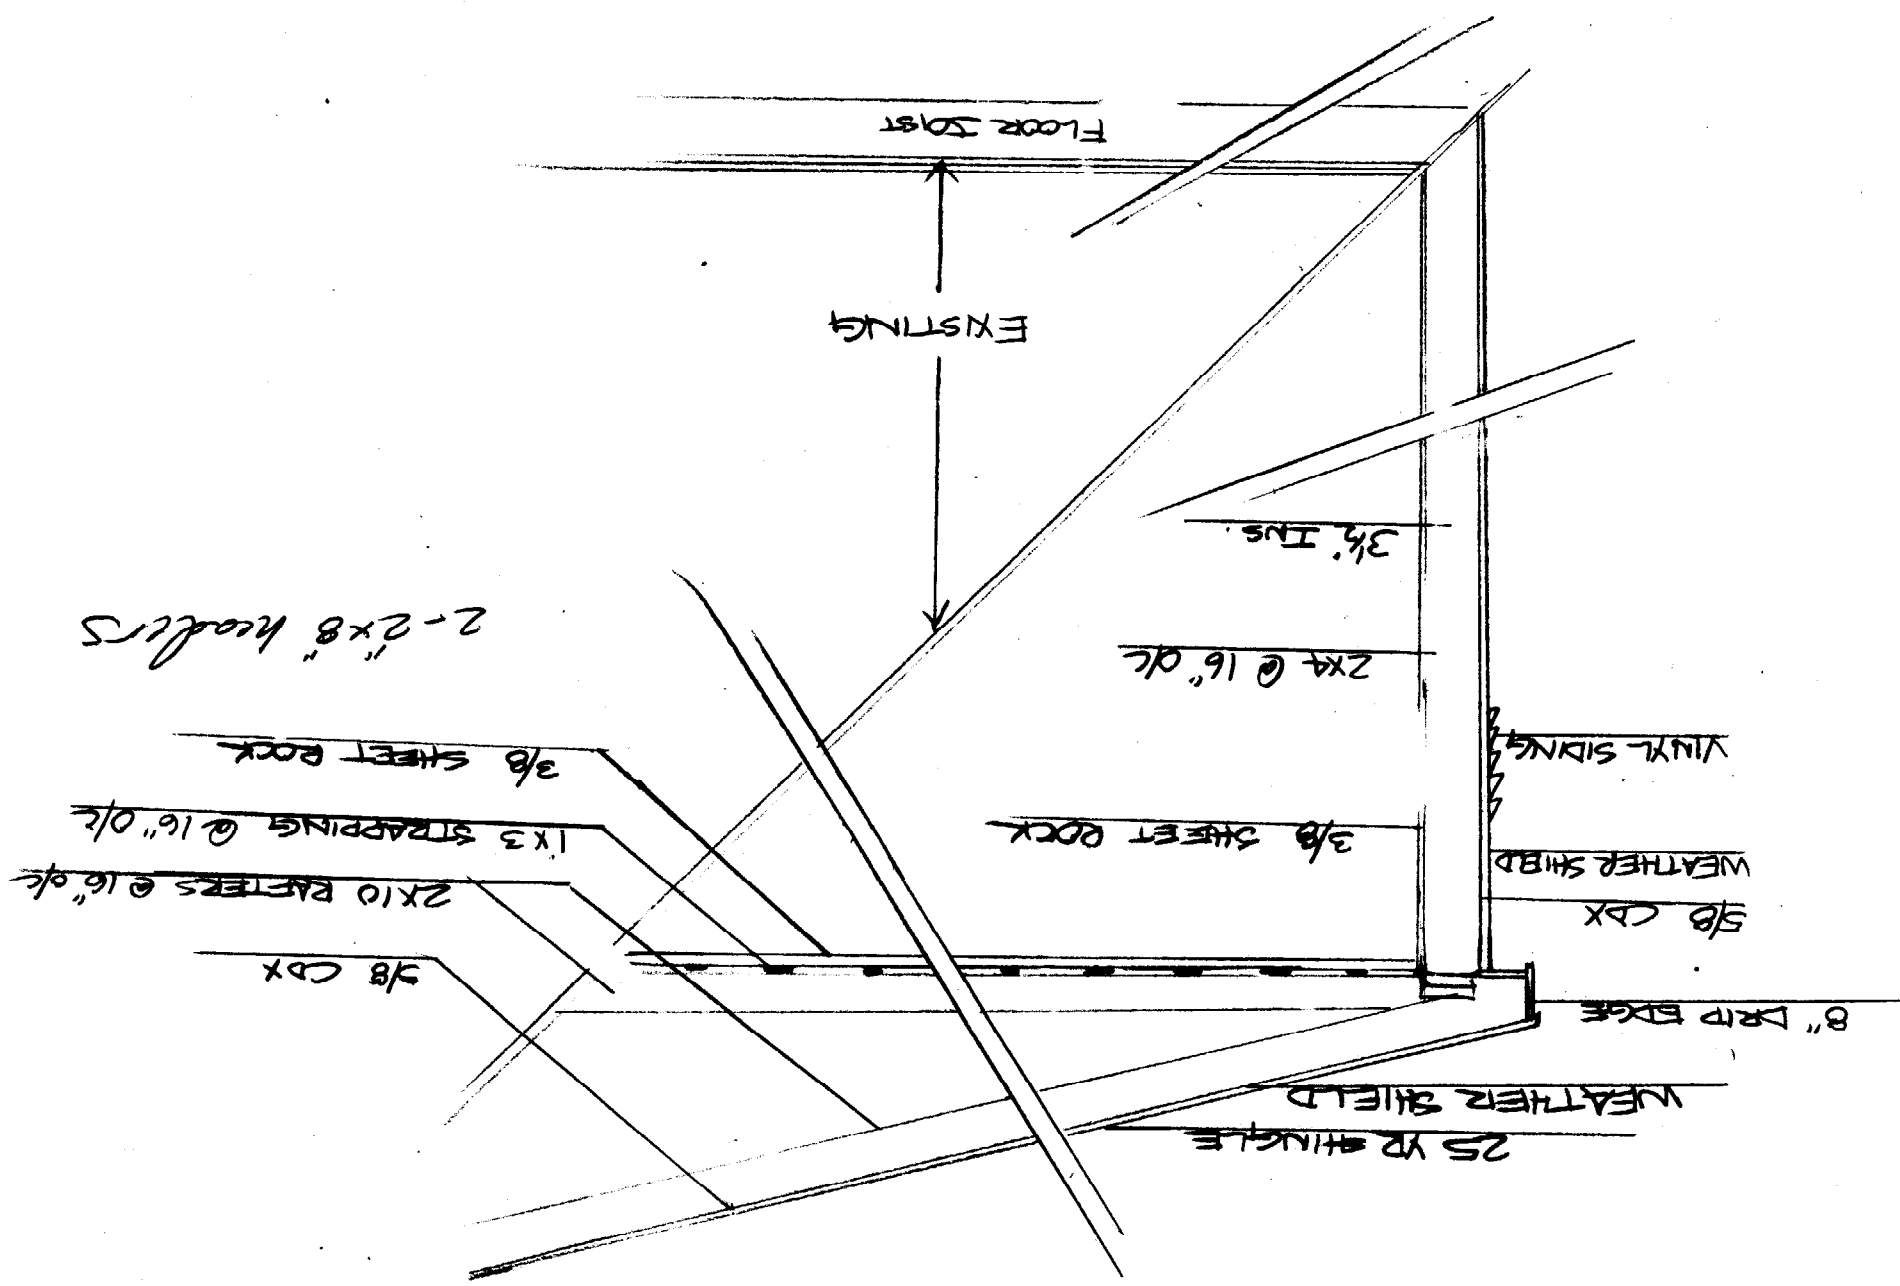 25 YR SHINGLE
WEATHER SHIELD
8" DRIP EDGE
5/8 CDX
WEATHER SHIELD
VINYL SIDING
5/8 CDX
2X10 RAFTERS @ 16" O/C
1 X 3 STRAPPING @ 16" O/C
3/8 SHEET ROCK
2-2"x8" headers
3/8 SHEET ROCK
2X4 @ 16" O/C
3½" INS.
EXISTING
FLOOR JOIST